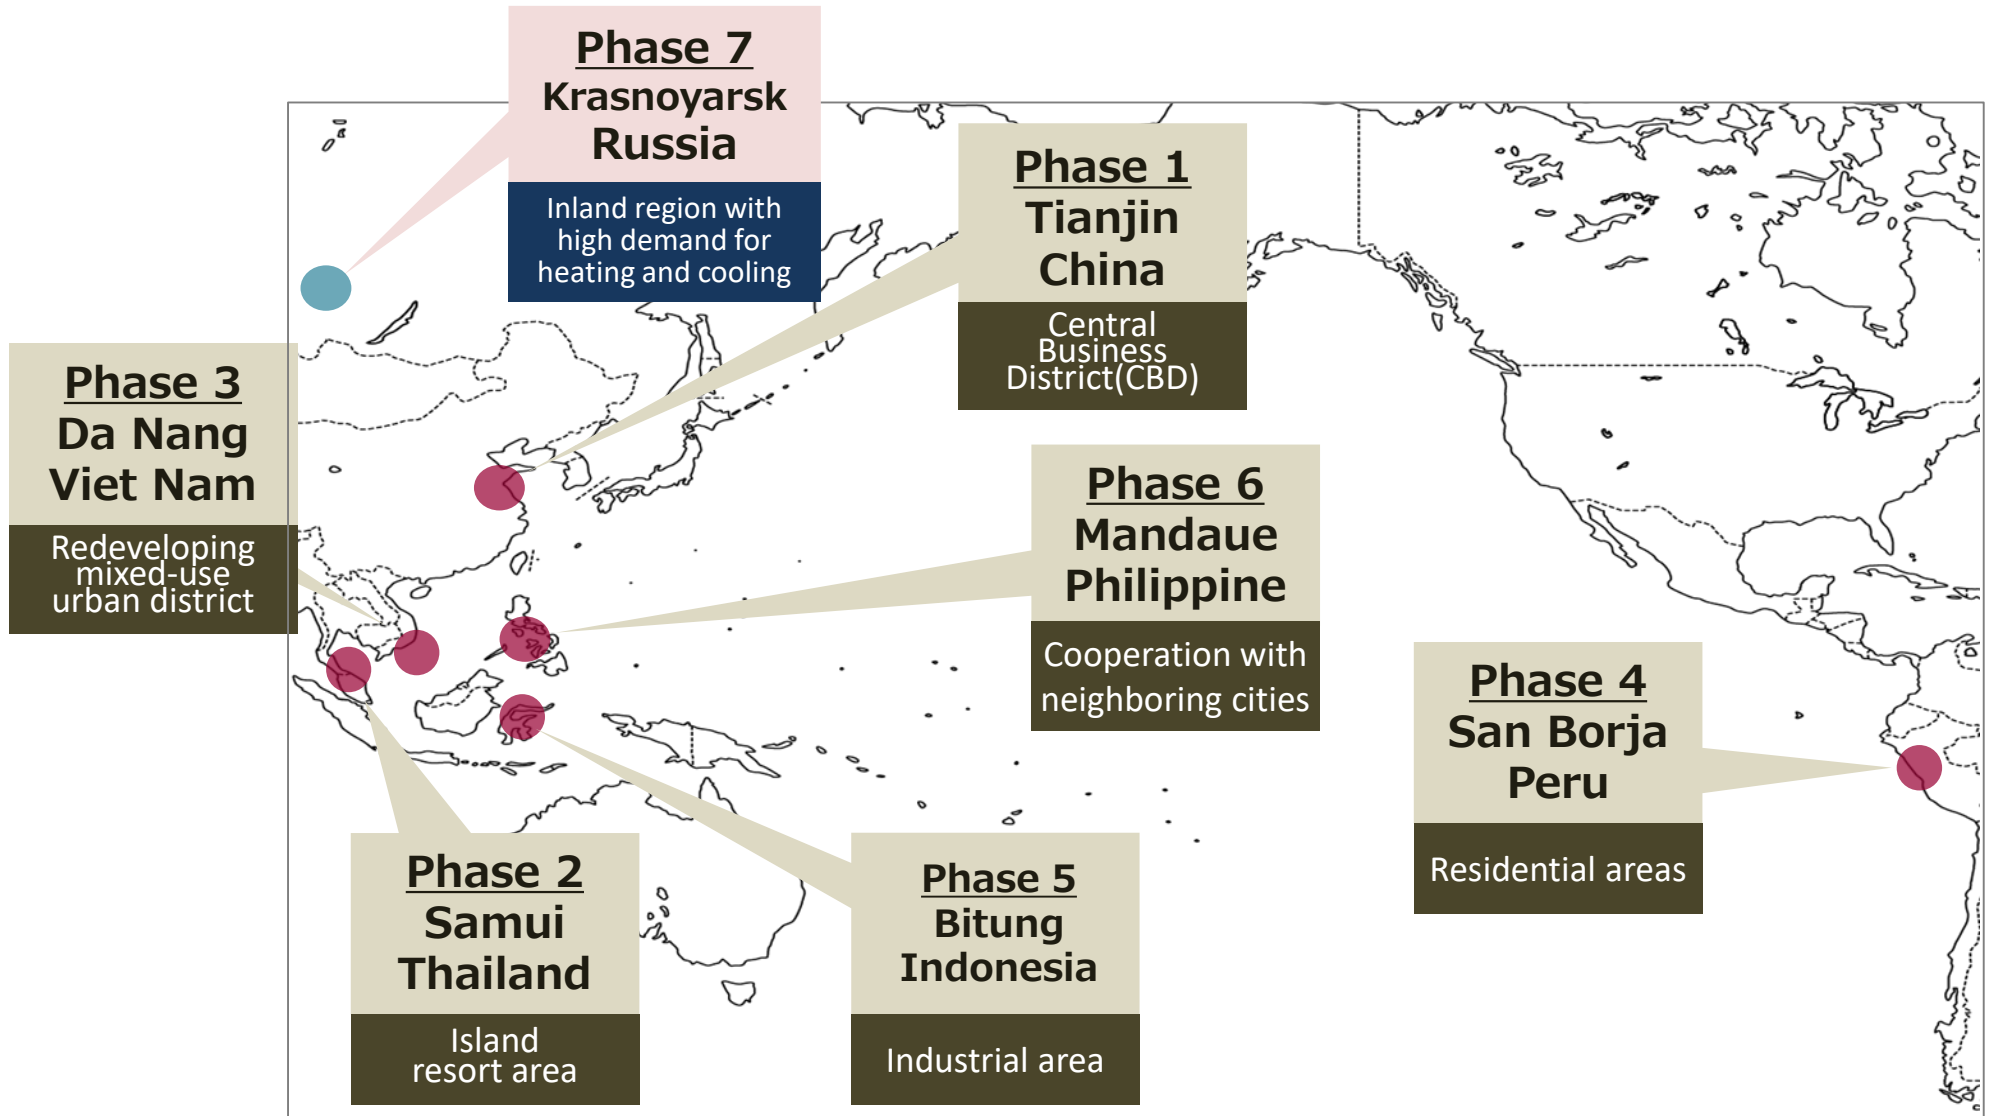 Phase 7
Krasnoyarsk
Russia
Inland region with
high demand for
heating and cooling
Phase 1
Tianjin
China
Central
Business
District(CBD)
Phase 3
Da Nang
Viet Nam
Redeveloping
mixed-use
urban district
Phase 6
Mandaue
Philippine
Cooperation with
neighboring cities
Phase 4
San Borja
Peru
Residential areas
Phase 2
Samui
Thailand
Island
resort area
Phase 5
Bitung
Indonesia
Industrial area